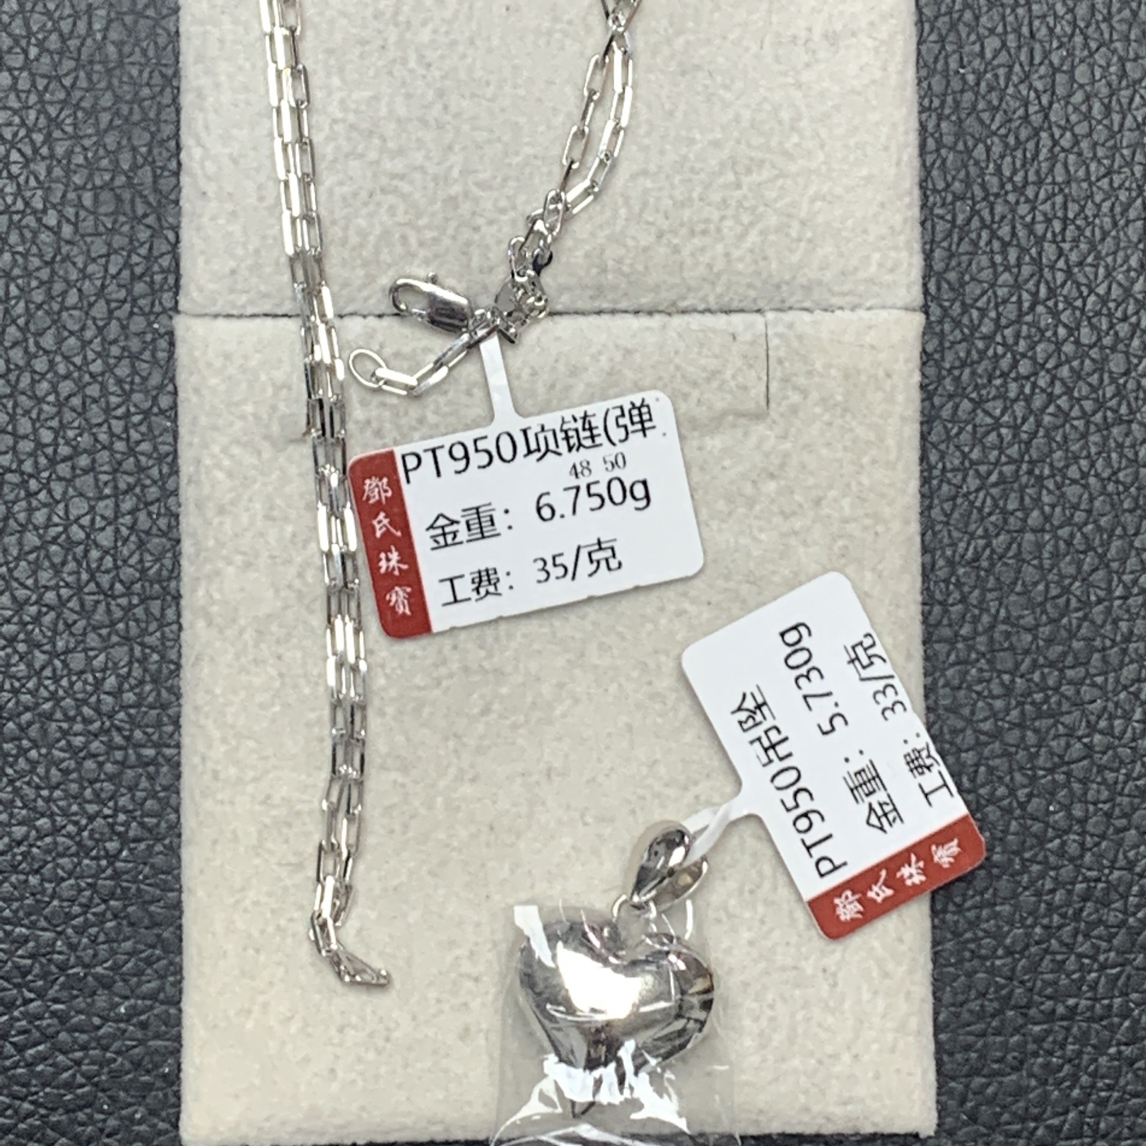 鄧氏珠寶
PT950项链(弹
48 50
金重：6.750g
工费：35/克
PT950吊坠
金重：5.730g
工费：33/克
鄧氏珠寶